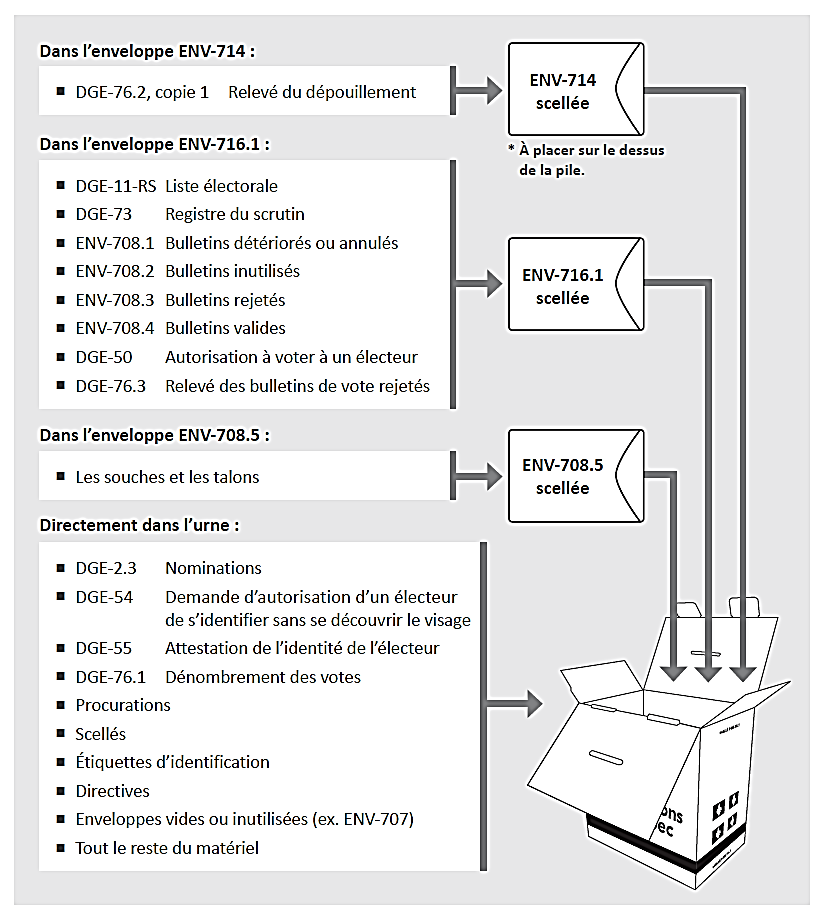 Dans l’enveloppe ENV-714 :
▪ DGE-76.2, copie 1 Relevé du dépouillement
ENV-714
scellée
* À placer sur le dessus
de la pile.
Dans l’enveloppe ENV-716.1 :
▪ DGE-11-RS Liste électorale
▪ DGE-73 Registre du scrutin
▪ ENV-708.1 Bulletins détériorés ou annulés
▪ ENV-708.2 Bulletins inutilisés
▪ ENV-708.3 Bulletins rejetés
▪ ENV-708.4 Bulletins valides
▪ DGE-50 Autorisation à voter à un électeur
▪ DGE-76.3 Relevé des bulletins de vote rejetés
ENV-716.1
scellée
Dans l’enveloppe ENV-708.5 :
▪ Les souches et les talons
ENV-708.5
scellée
Directement dans l’urne :
▪ DGE-2.3 Nominations
▪ DGE-54 Demande d’autorisation d’un électeur
de s’identifier sans se découvrir le visage
▪ DGE-55 Attestation de l’identité de l’électeur
▪ DGE-76.1 Dénombrement des votes
▪ Procurations
▪ Scellés
▪ Étiquettes d’identification
▪ Directives
▪ Enveloppes vides ou inutilisées (ex. ENV-707)
▪ Tout le reste du matériel
ons
ec